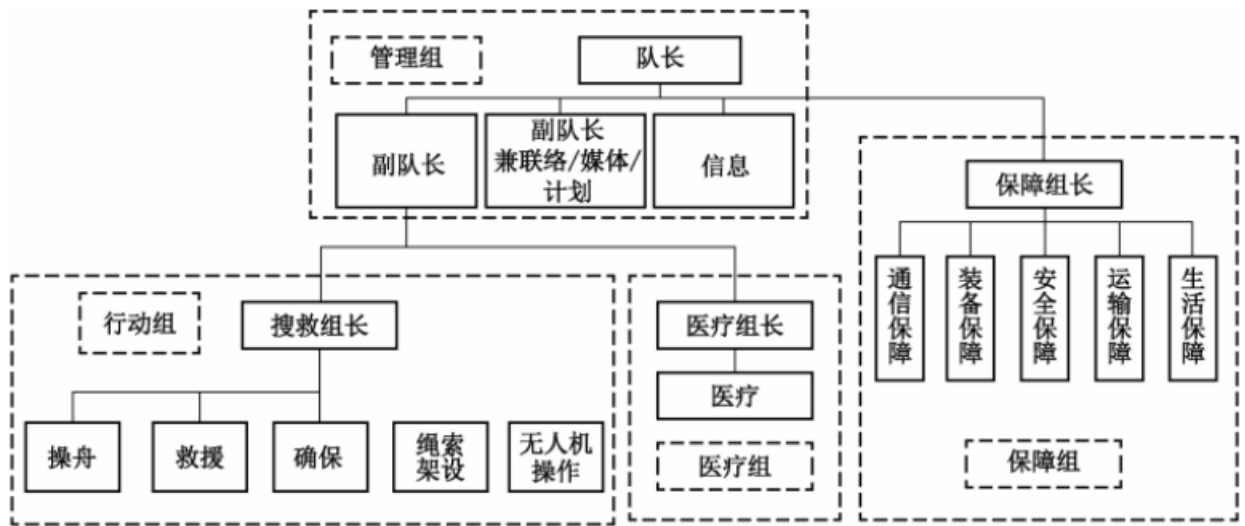 管理组
队长
副队长
副队长
兼联络/媒体/
计划
信息
保障组长
通信保障
装备保障
安全保障
运输保障
生活保障
保障组
行动组
搜救组长
操舟
救援
确保
绳索
架设
无人机
操作
医疗组长
医疗
医疗组